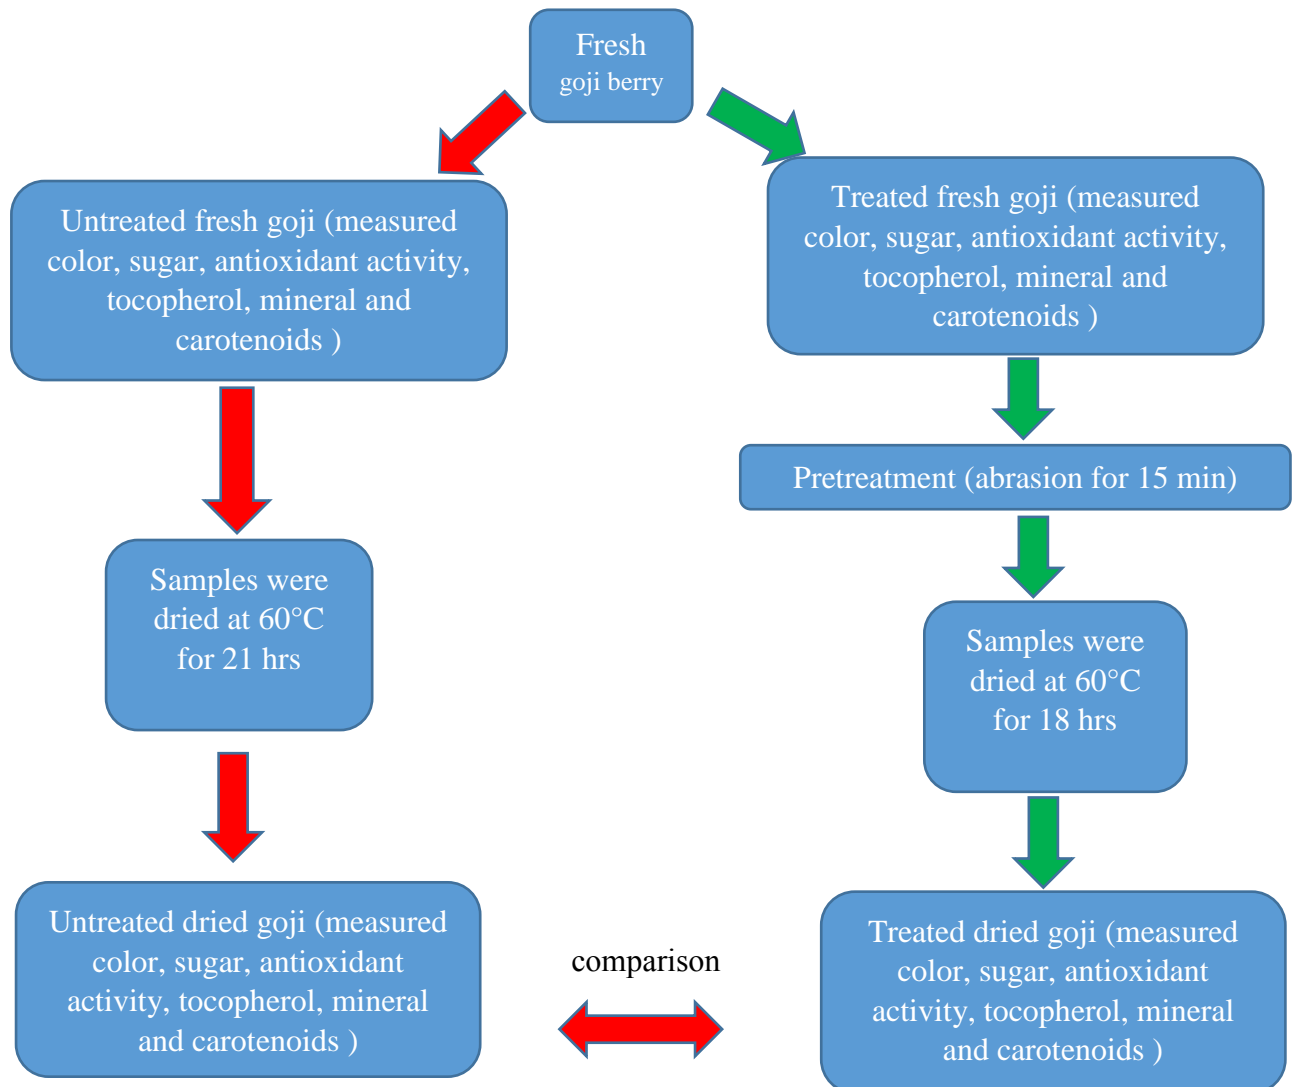 Fresh
goji berry
Untreated fresh goji (measured
color, sugar, antioxidant activity,
tocopherol, mineral and
carotenoids )
Treated fresh goji (measured
color, sugar, antioxidant activity,
tocopherol, mineral and
carotenoids )
Pretreatment (abrasion for 15 min)
Samples were
dried at 60°C
for 21 hrs
Samples were
dried at 60°C
for 18 hrs
Untreated dried goji (measured
color, sugar, antioxidant
activity, tocopherol, mineral
and carotenoids )
comparison
Treated dried goji (measured
color, sugar, antioxidant
activity, tocopherol, mineral
and carotenoids )